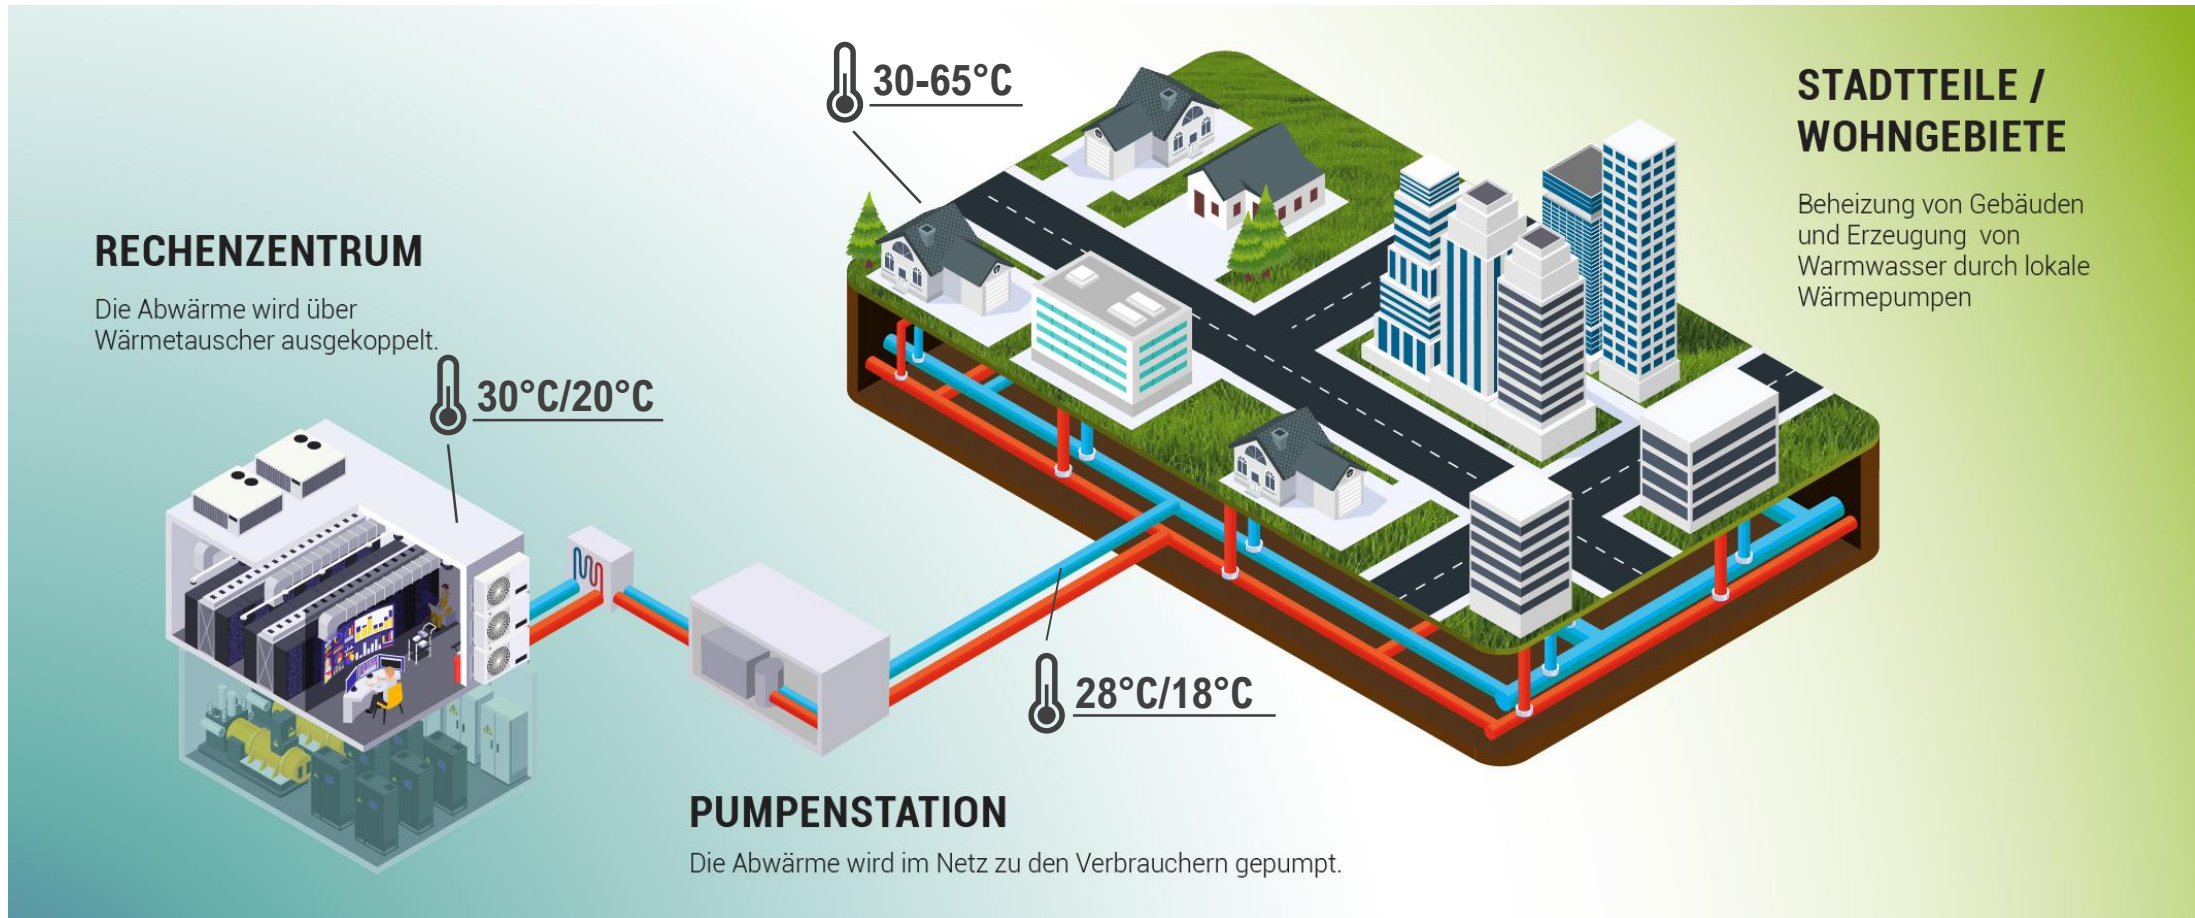 RECHENZENTRUM
Die Abwärme wird über
Wärmetauscher ausgekoppelt.
30°C/20°C
PUMPENSTATION
Die Abwärme wird im Netz zu den Verbrauchern gepumpt.
28°C/18°C
30-65°C
STADTTEILE /
WOHNGEBIETE
Beheizung von Gebäuden
und Erzeugung von
Warmwasser durch lokale
Wärmepumpen